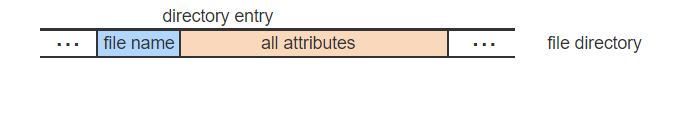 directory entry
... file name all attributes ... file directory